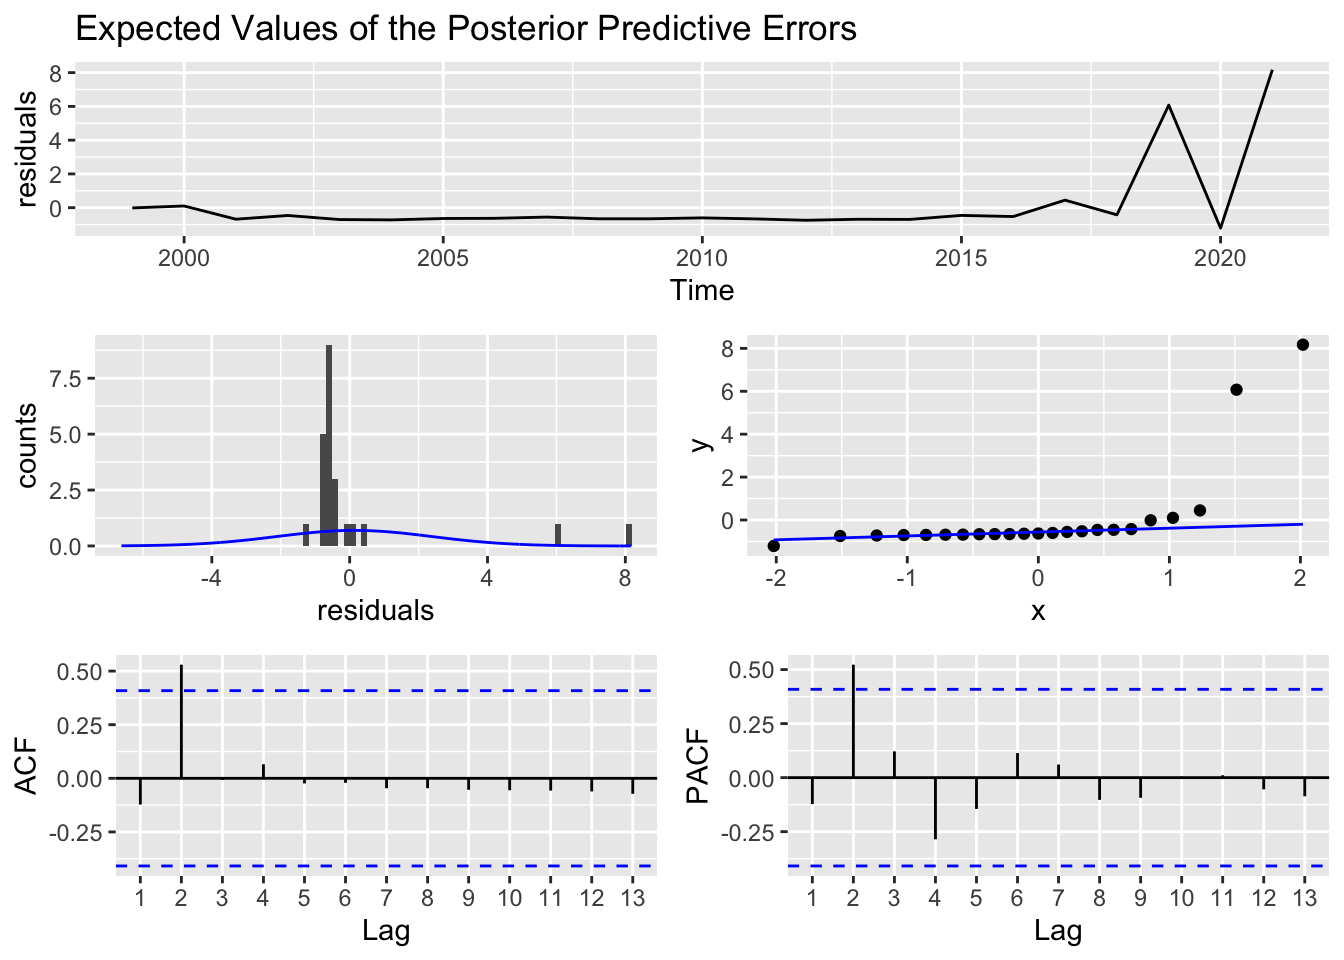 Expected Values of the Posterior Predictive Errors
residuals
8
6
4
2
0
2000 2005 2010 2015 2020
Time
counts
7.5
5.0
2.5
0.0
-4 0 4 8
residuals
y
8
6
4
2
0
-2 -1 0 1 2
x
ACF
0.50
0.25
0.00
-0.25
1 2 3 4 5 6 7 8 9 10 11 12 13
Lag
PACF
0.50
0.25
0.00
-0.25
1 2 3 4 5 6 7 8 9 10 11 12 13
Lag